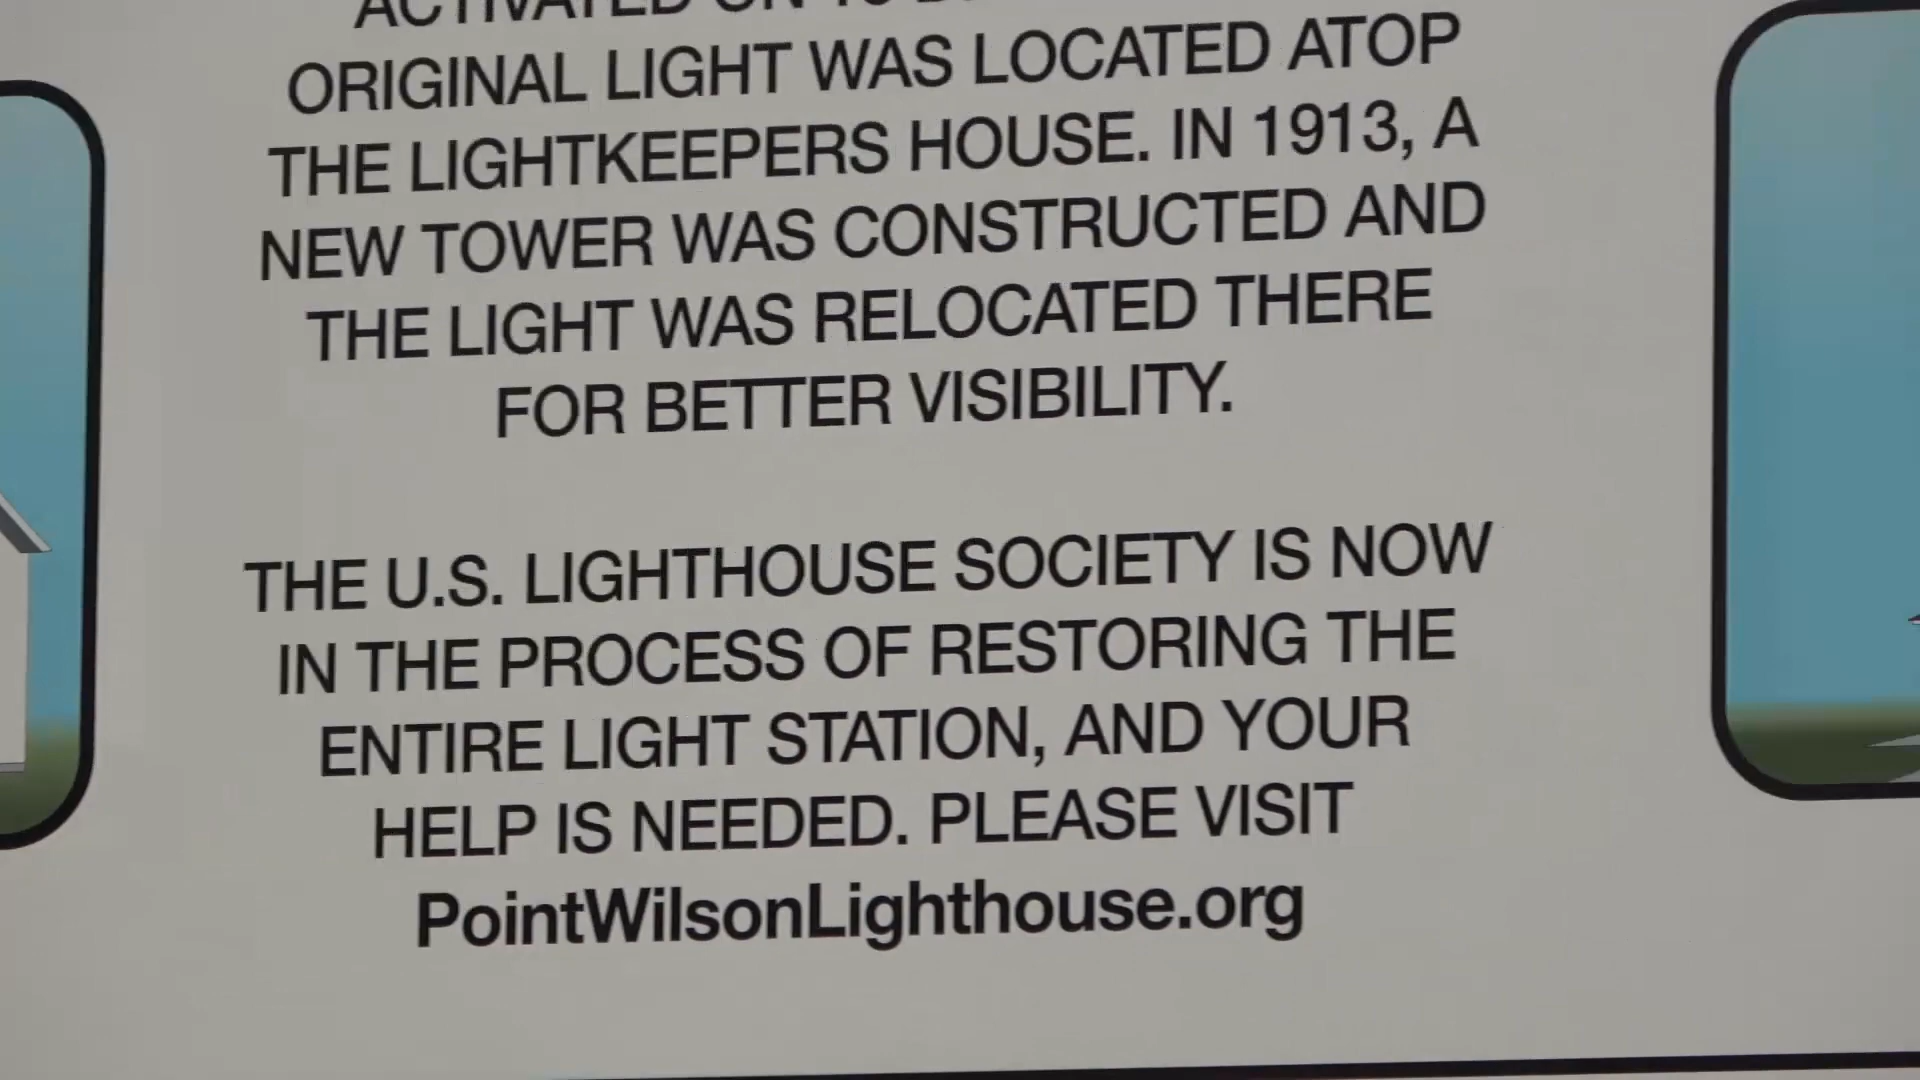 ACTIVATED ON
ORIGINAL LIGHT WAS LOCATED ATOP
THE LIGHTKEEPERS HOUSE. IN 1913, A
NEW TOWER WAS CONSTRUCTED AND
THE LIGHT WAS RELOCATED THERE
FOR BETTER VISIBILITY.
THE U.S. LIGHTHOUSE SOCIETY IS NOW
IN THE PROCESS OF RESTORING THE
ENTIRE LIGHT STATION, AND YOUR
HELP IS NEEDED. PLEASE VISIT
PointWilsonLighthouse.org